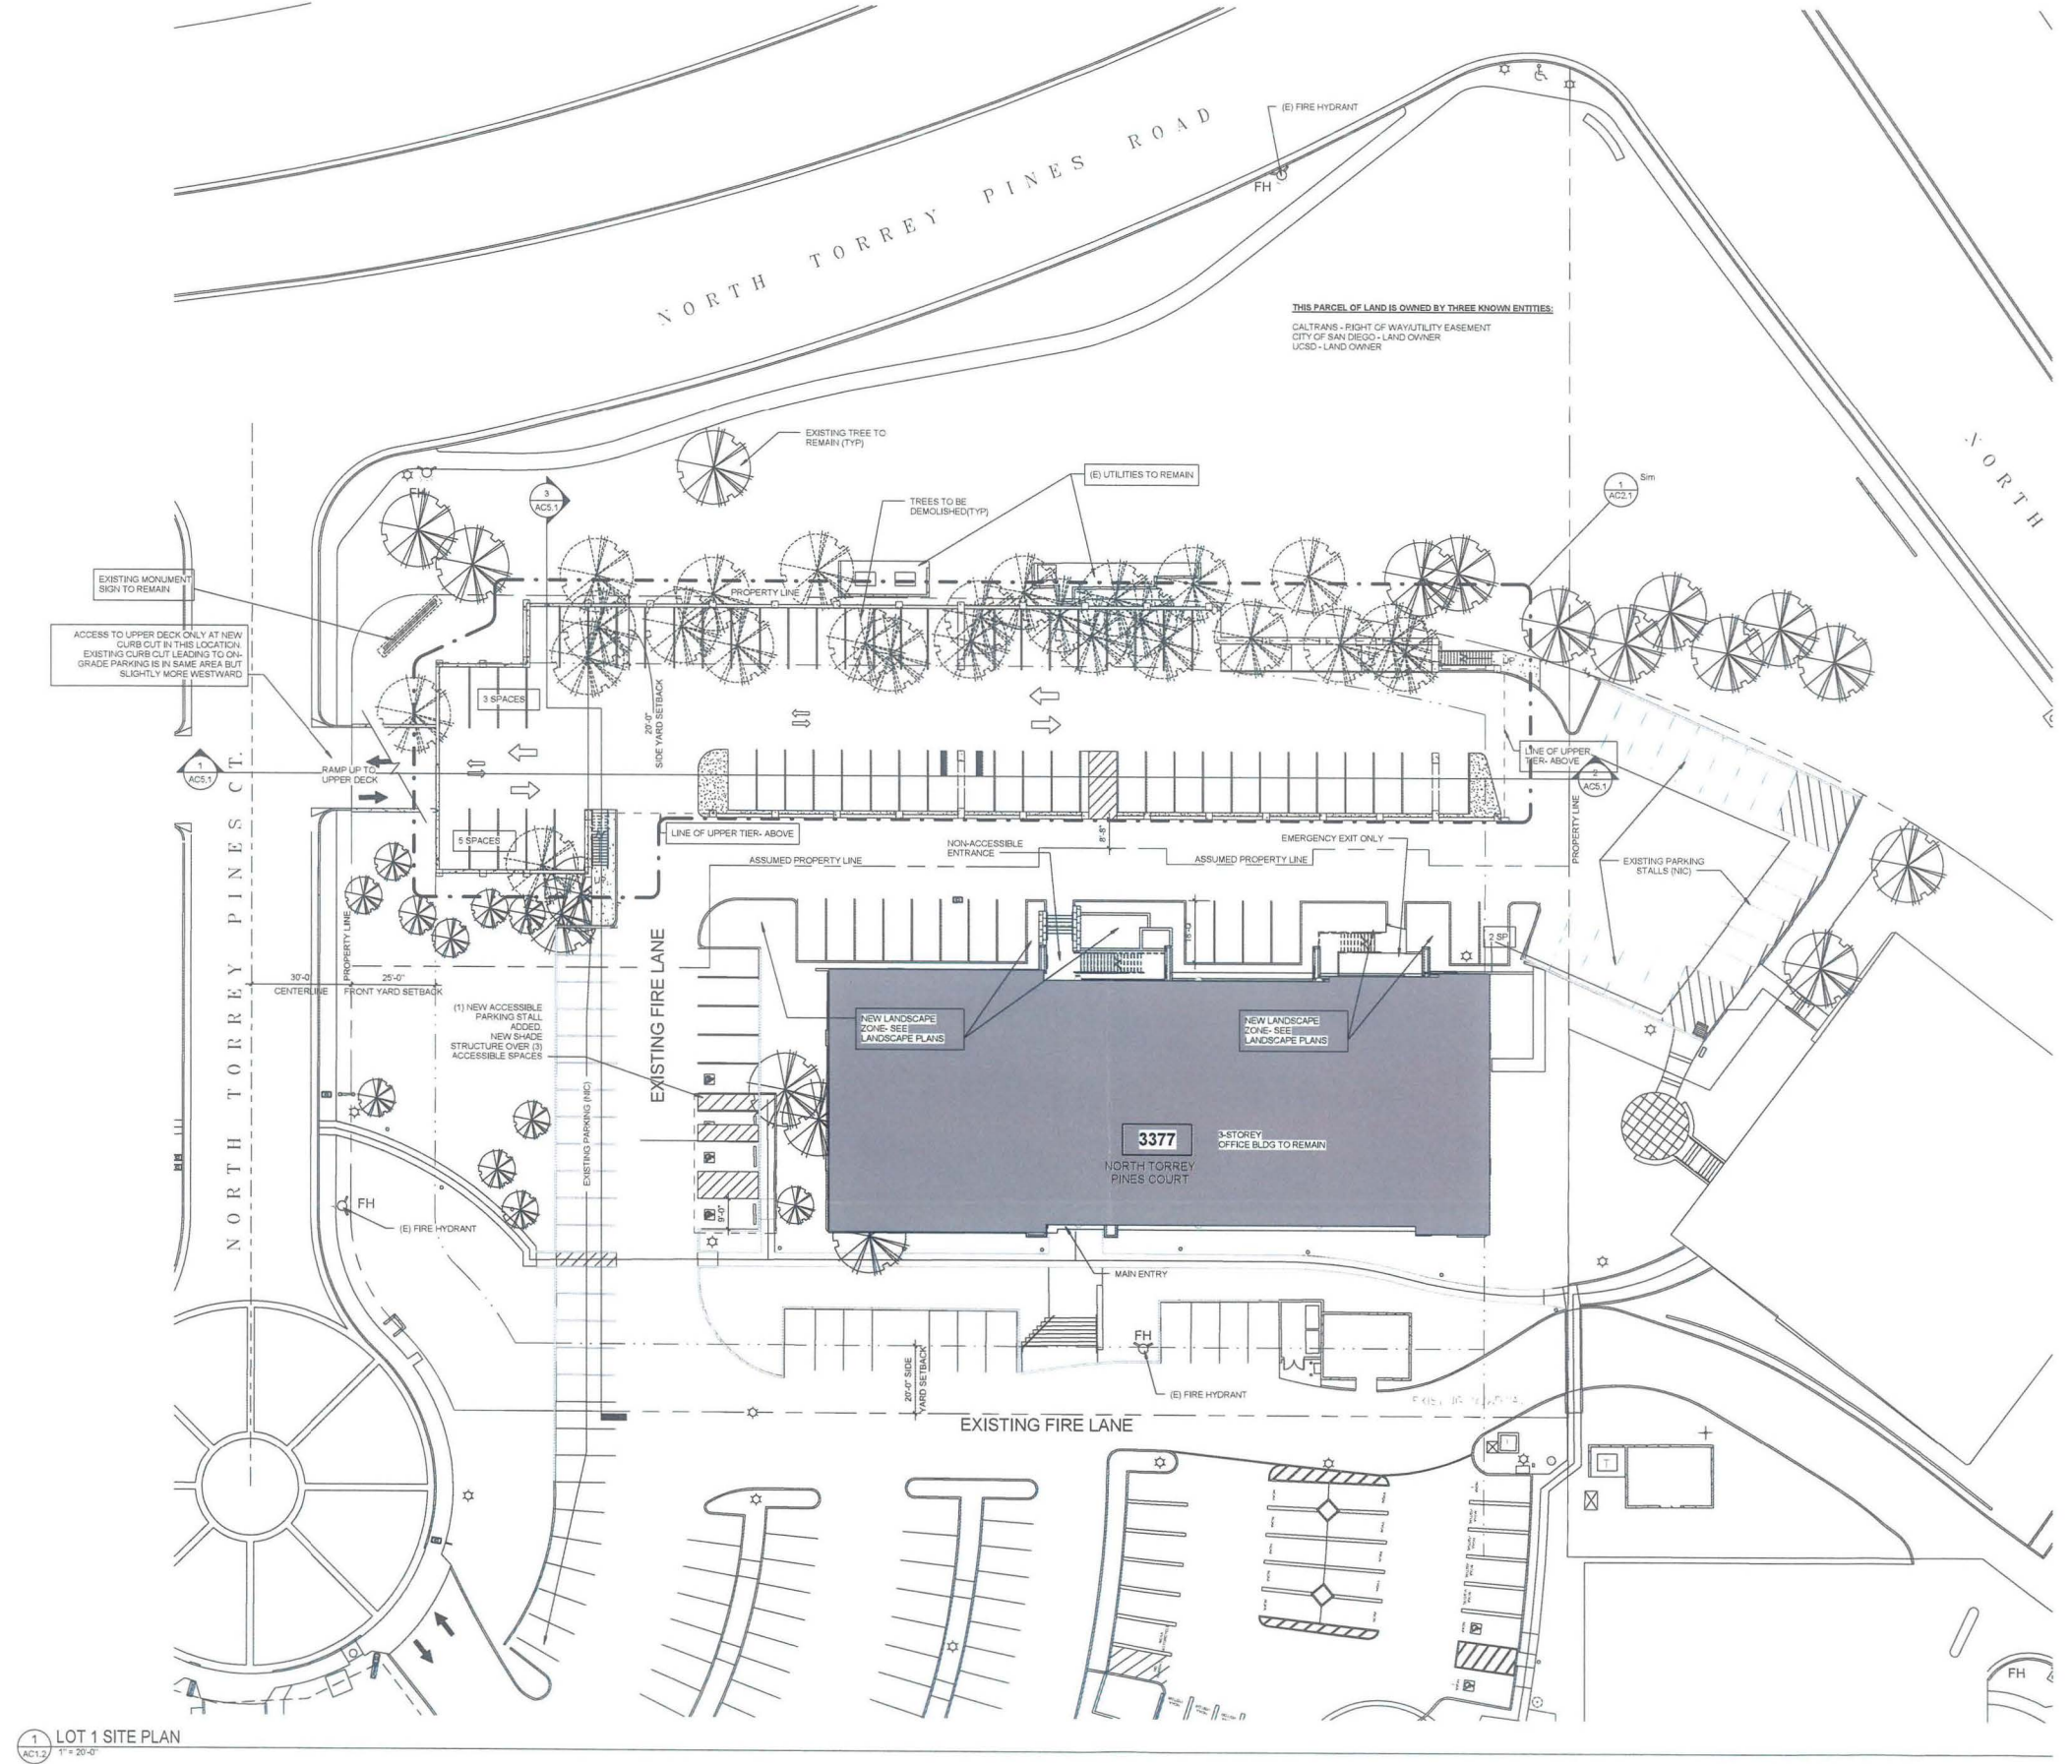 (E) FIRE HYDRANT
FH
NORTH TORREY PINES ROAD
THIS PARCEL OF LAND IS OWNED BY THREE KNOWN ENTITIES:
CALTRANS - RIGHT OF WAY/UTILITY EASEMENT
CITY OF SAN DIEGO - LAND OWNER
UCSD - LAND OWNER
NORTH
EXISTING TREE TO
REMAIN (TYP)
(E) UTILITIES TO REMAIN
TREES TO BE
DEMOLISHED(TYP)
FH
3
AC5.1
1
AC2.1
Sim
EXISTING MONUMENT
SIGN TO REMAIN
PROPERTY LINE
ACCESS TO UPPER DECK ONLY AT NEW
CURB CUT IN THIS LOCATION.
EXISTING CURB CUT LEADING TO ON-
GRADE PARKING IS IN SAME AREA BUT
SLIGHTLY MORE WESTWARD
3 SPACES
20'-0"
SIDE YARD SETBACK
UP
1
AC5.1
RAMP UP TO
UPPER DECK
LINE OF UPPER
TIER- ABOVE
2
AC5.1
5 SPACES
LINE OF UPPER TIER- ABOVE
UP
NON-ACCESSIBLE
ENTRANCE
8'-8"
EMERGENCY EXIT ONLY
ASSUMED PROPERTY LINE
ASSUMED PROPERTY LINE
PROPERTY LINE
EXISTING PARKING
STALLS (NIC)
NORTH TORREY PINES CT.
PROPERTY LINE
30'-0
CENTERLINE
25'-0"
FRONT YARD SETBACK
EXISTING FIRE LANE
18'-0"
2 SP
(1) NEW ACCESSIBLE
PARKING STALL
ADDED.
NEW SHADE
STRUCTURE OVER (3)
ACCESSIBLE SPACES
NEW LANDSCAPE
ZONE- SEE
LANDSCAPE PLANS
NEW LANDSCAPE
ZONE- SEE
LANDSCAPE PLANS
EXISTING PARKING (NIC)
3377
NORTH TORREY
PINES COURT
3-STOREY
OFFICE BLDG TO REMAIN
9'-0"
FH
(E) FIRE HYDRANT
MAIN ENTRY
FH
20'-0" SIDE
YARD SETBACK
(E) FIRE HYDRANT
EXISTING FIRE LANE
T
FH
1
AC1.2
LOT 1 SITE PLAN
1" = 20'-0"